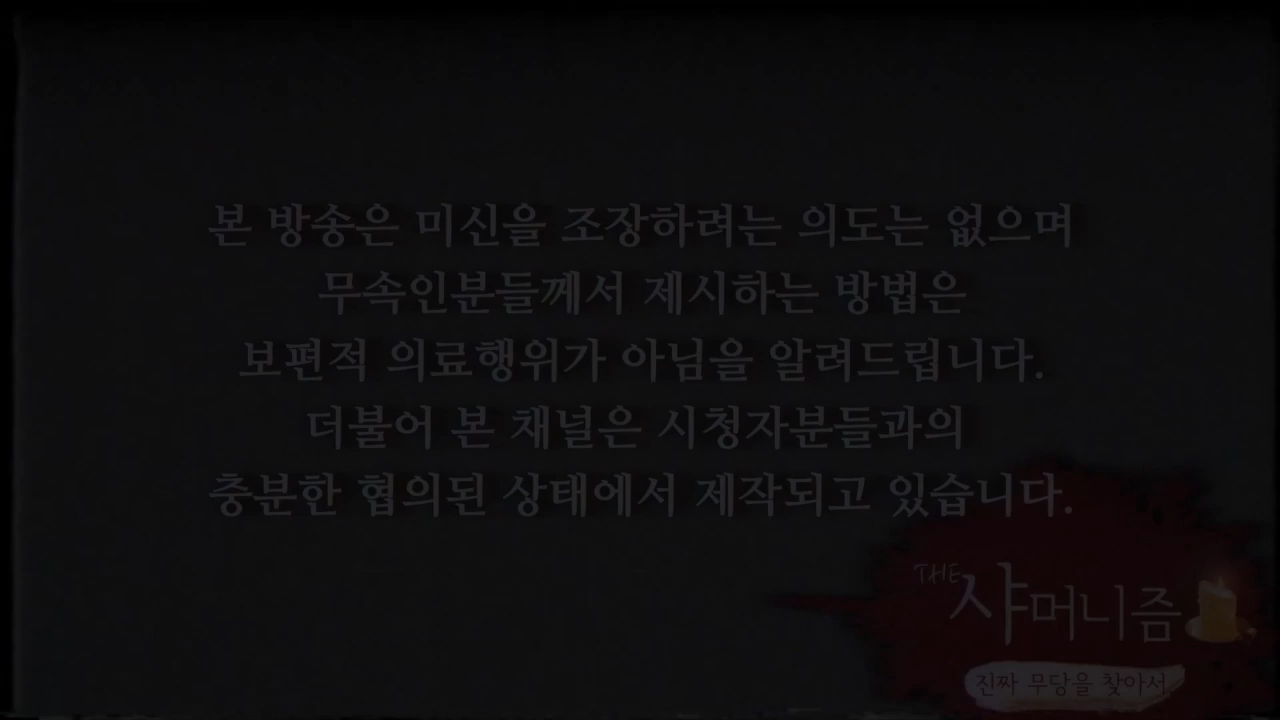 본 방송은 미신을 조장하려는 의도는 없으며
무속인분들께서 제시하는 방법은
보편적 의료행위가 아님을 알려드립니다.
더불어 본 채널은 시청자분들과의
충분한 협의된 상태에서 제작되고 있습니다.
THE 샤머니즘
진짜 무당을 찾아서